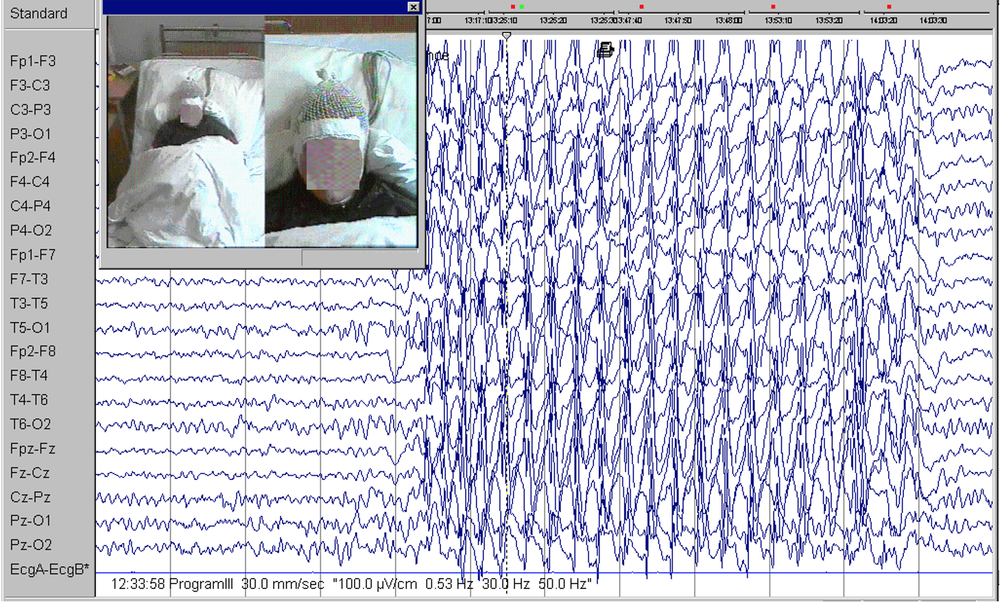 Standard
7:00 13:17:10 13:25:10 13:25:20 13:25:30 13:47:40 13:47:50 13:48:00 13:53:10 13:53:20 14:03:20 14:03:30
nce
Fp1-F3
F3-C3
C3-P3
P3-O1
Fp2-F4
F4-C4
C4-P4
P4-O2
Fp1-F7
F7-T3
T3-T5
T5-O1
Fp2-F8
F8-T4
T4-T6
T6-O2
Fpz-Fz
Fz-Cz
Cz-Pz
Pz-O1
Pz-O2
EcgA-EcgB*
12:33:58 ProgramIII 30.0 mm/sec "100.0 µV/cm 0.53 Hz 30.0 Hz 50.0 Hz"